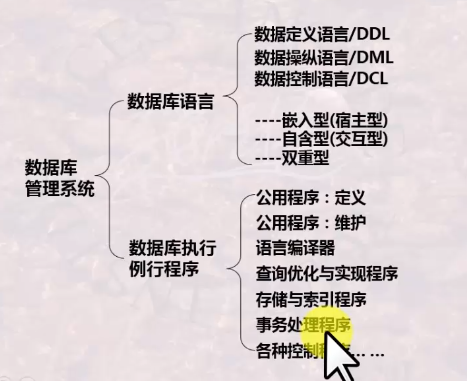 数据库
管理系统
数据库语言
数据定义语言/DDL
数据操纵语言/DML
数据控制语言/DCL
----嵌入型(宿主型)
----自含型(交互型)
----双重型
数据库执行
例行程序
公用程序：定义
公用程序：维护
语言编译器
查询优化与实现程序
存储与索引程序
事务处理程序
各种控制... ...